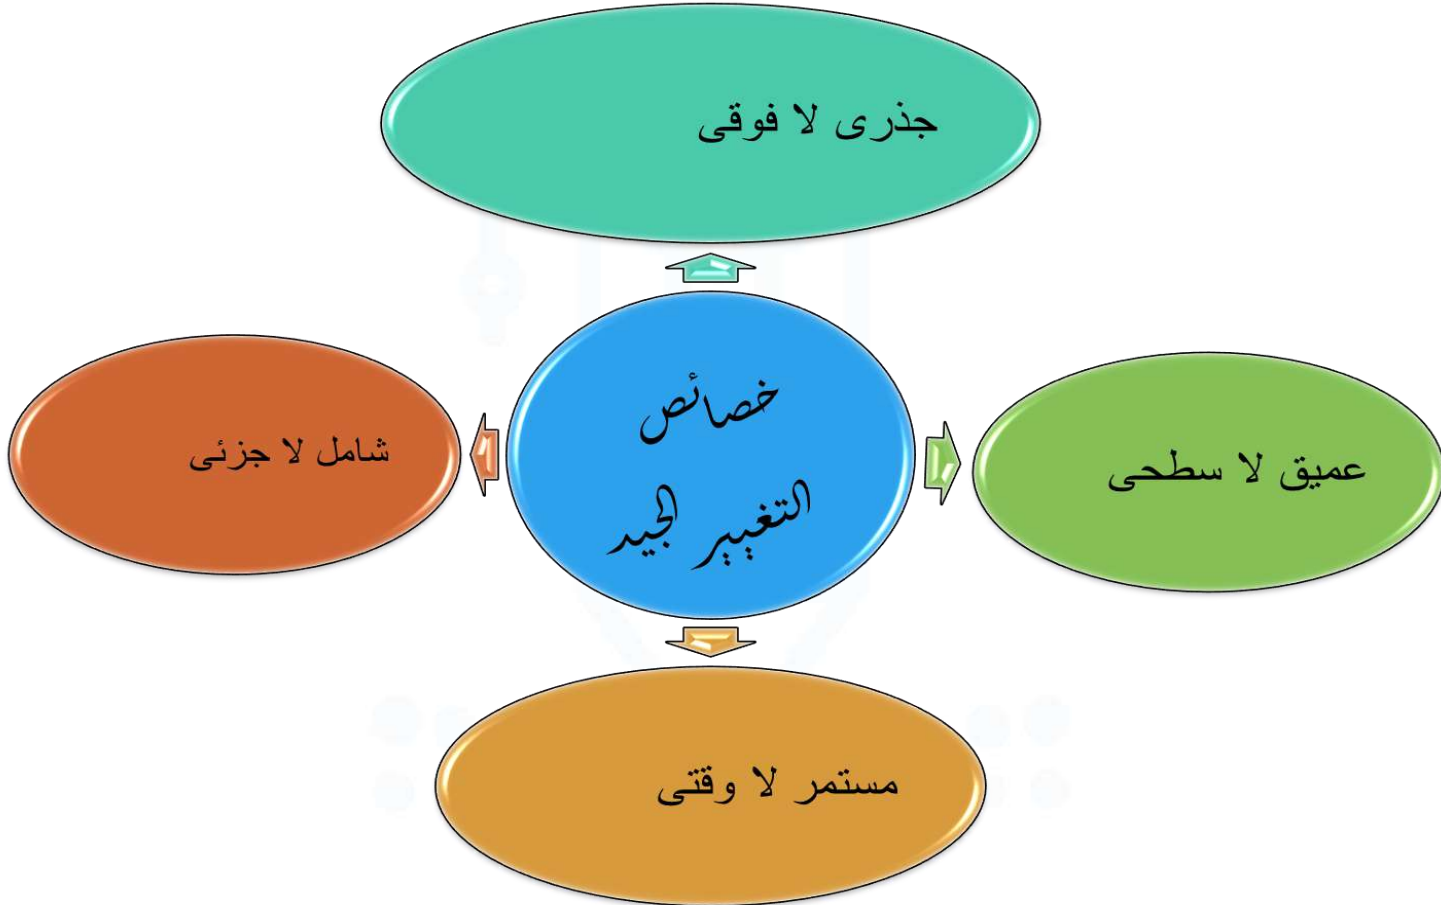 جذرى لا فوقى
خصائص
التغيير الجيد
عميق لا سطحى
شامل لا جزئى
مستمر لا وقتى